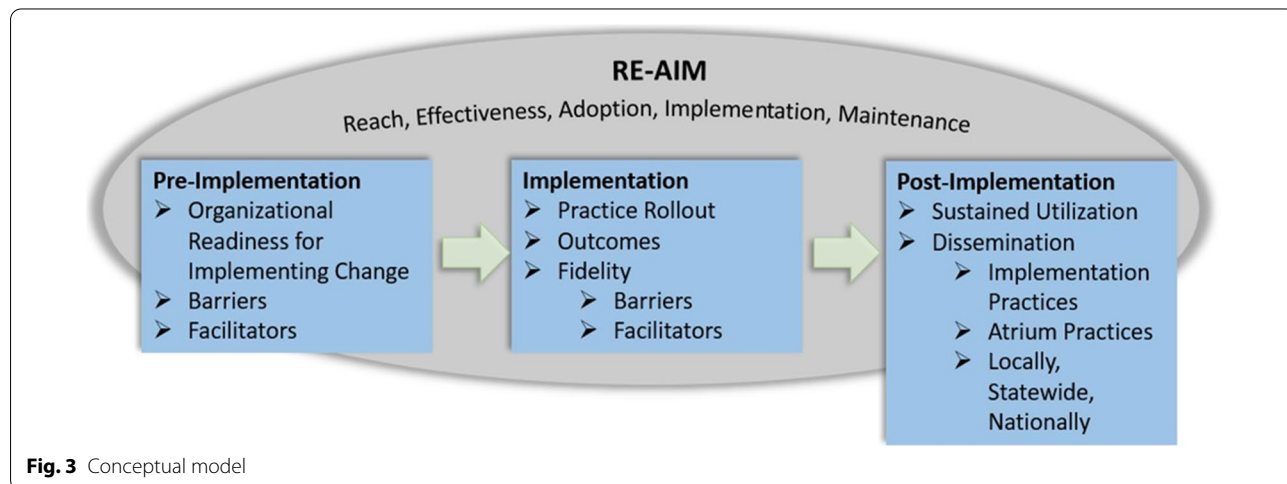 RE-AIM
Reach, Effectiveness, Adoption, Implementation, Maintenance
Pre-Implementation
➢ Organizational
Readiness for
Implementing Change
➢ Barriers
➢ Facilitators
Implementation
➢ Practice Rollout
➢ Outcomes
➢ Fidelity
➢ Barriers
➢ Facilitators
Post-Implementation
➢ Sustained Utilization
➢ Dissemination
➢ Implementation
Practices
➢ Atrium Practices
➢ Locally,
Statewide,
Nationally
Fig. 3 Conceptual model